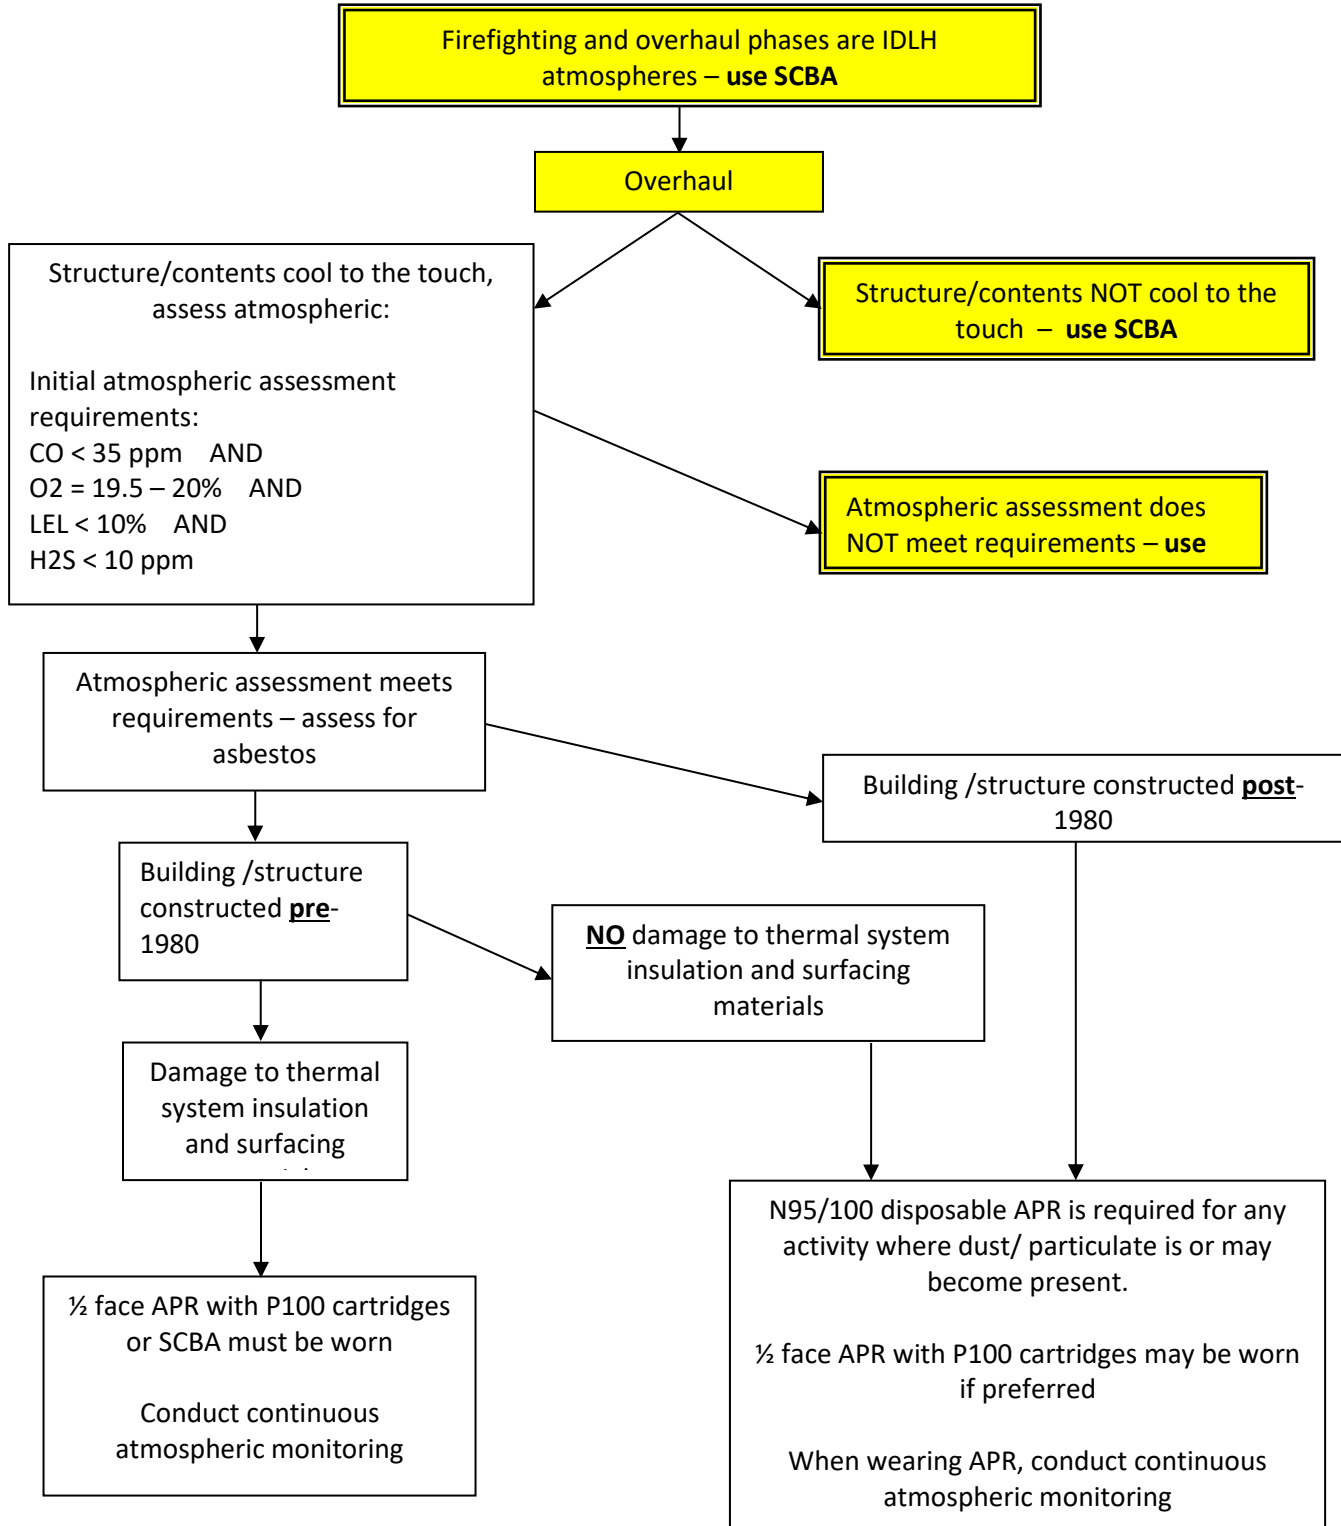 Firefighting and overhaul phases are IDLH
atmospheres – use SCBA
Overhaul
Structure/contents cool to the touch,
assess atmospheric:
Initial atmospheric assessment
requirements:
CO < 35 ppm    AND
O2 = 19.5 – 20%    AND
LEL < 10%    AND
H2S < 10 ppm
Structure/contents NOT cool to the
touch  –  use SCBA
Atmospheric assessment does
NOT meet requirements – use
Atmospheric assessment meets
requirements – assess for
asbestos
Building /structure constructed post-
1980
Building /structure
constructed pre-
1980
NO damage to thermal system
insulation and surfacing
materials
Damage to thermal
system insulation
and surfacing
½ face APR with P100 cartridges
or SCBA must be worn
Conduct continuous
atmospheric monitoring
N95/100 disposable APR is required for any
activity where dust/ particulate is or may
become present.
½ face APR with P100 cartridges may be worn
if preferred
When wearing APR, conduct continuous
atmospheric monitoring